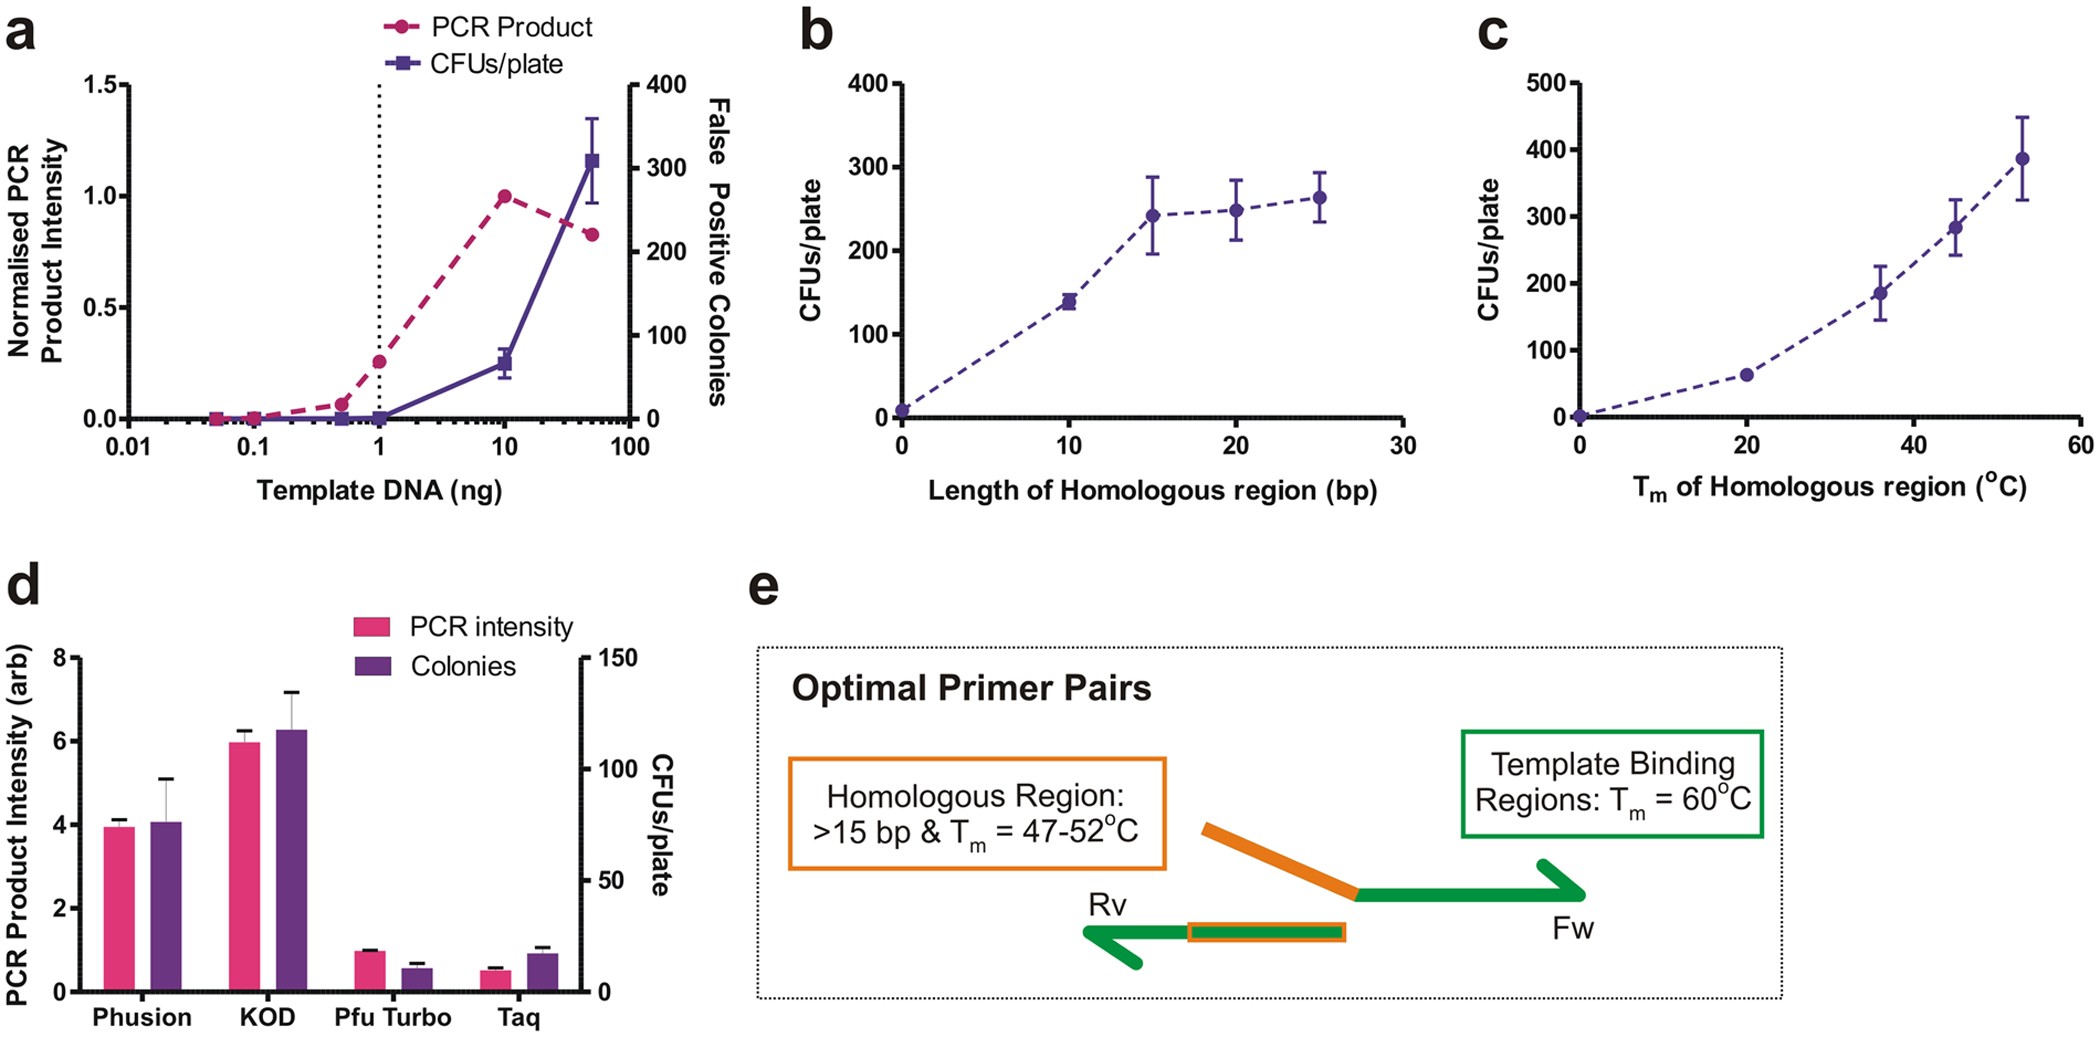 a
PCR Product
CFUs/plate
1.5
1.0
0.5
0.0
Normalised PCR
Product Intensity
400
300
200
100
0
False Positive Colonies
0.01
0.1
1
10
100
Template DNA (ng)
b
400
300
200
100
0
CFUs/plate
0
10
20
30
Length of Homologous region (bp)
c
500
400
300
200
100
0
CFUs/plate
0
20
40
60
Tm of Homologous region (oC)
d
PCR intensity
Colonies
8
6
4
2
0
PCR Product Intensity (arb)
150
100
50
0
CFUs/plate
Phusion
KOD
Pfu Turbo
Taq
e
Optimal Primer Pairs
Homologous Region:
>15 bp & Tm = 47-52oC
Template Binding
Regions: Tm = 60oC
Rv
Fw